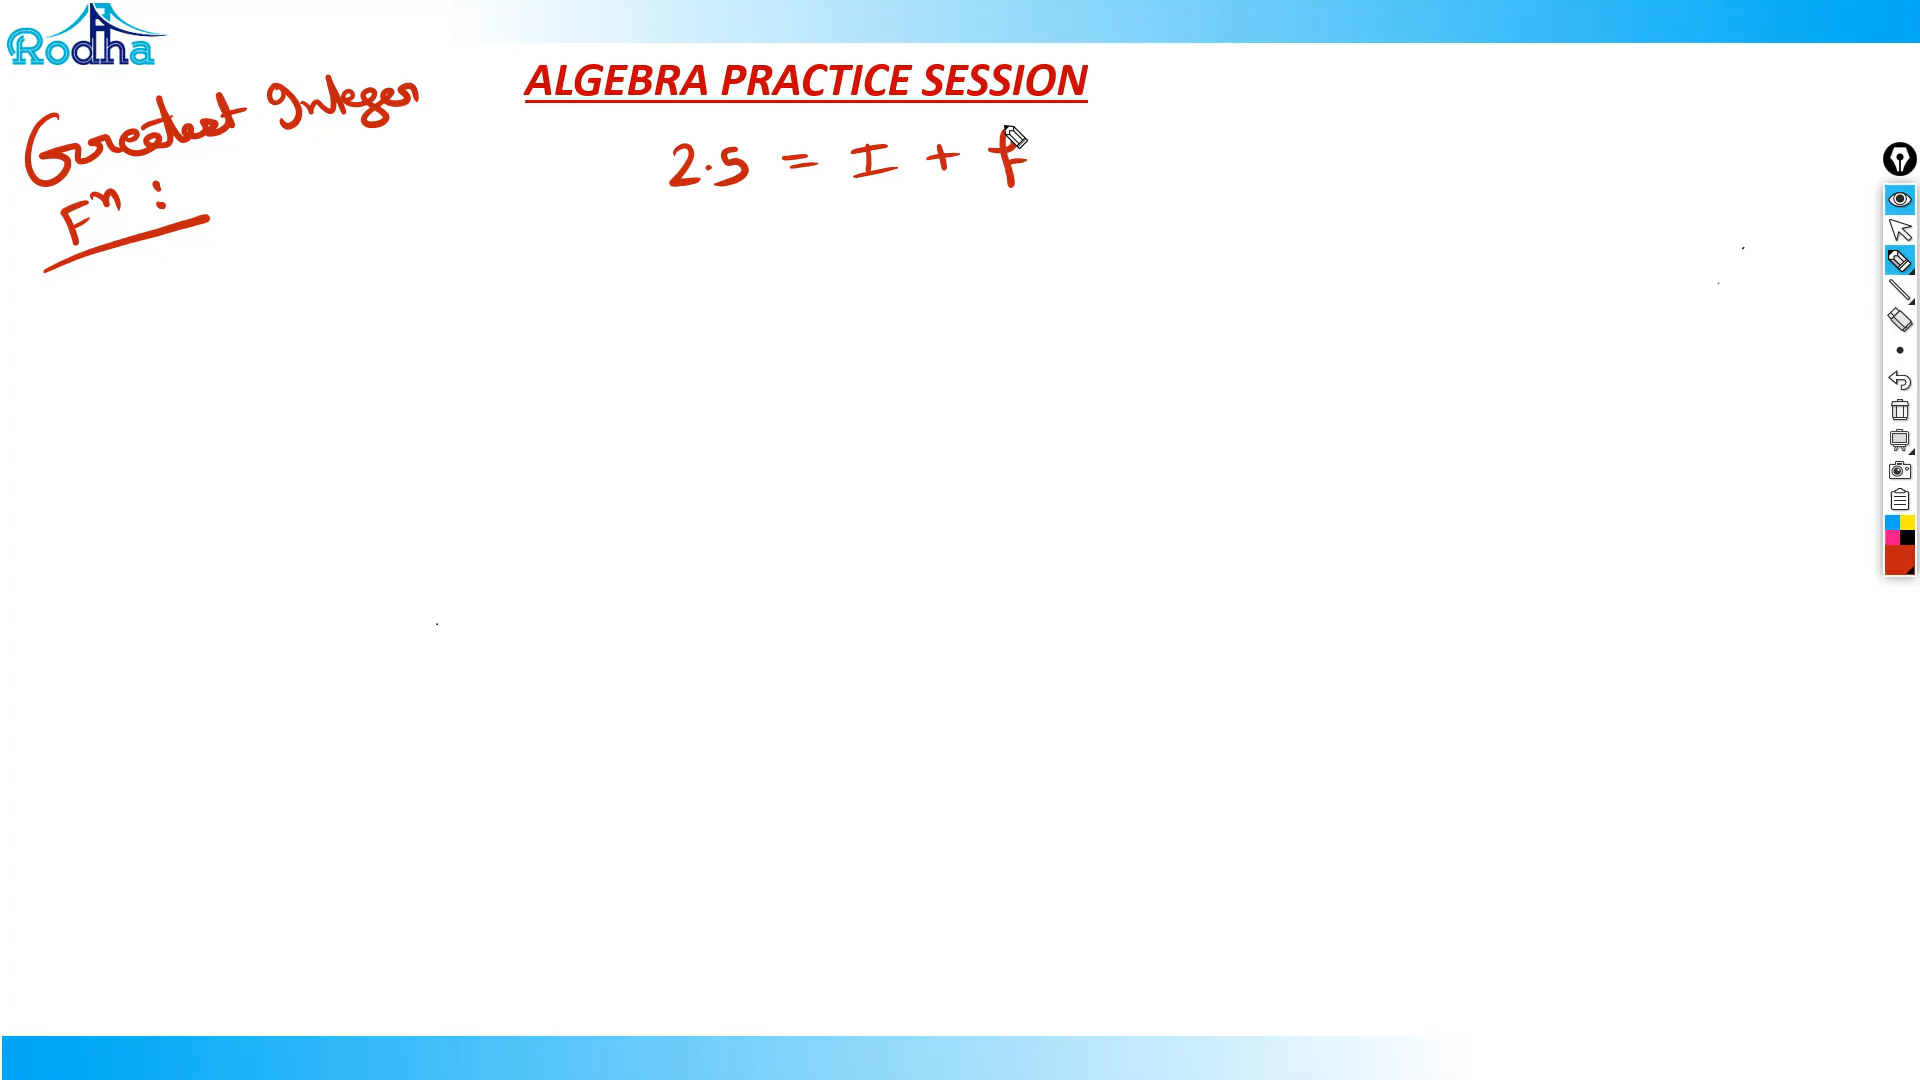 Rodha
ALGEBRA PRACTICE SESSION
Greatest Integer
Fⁿ :
2.5 = I + f